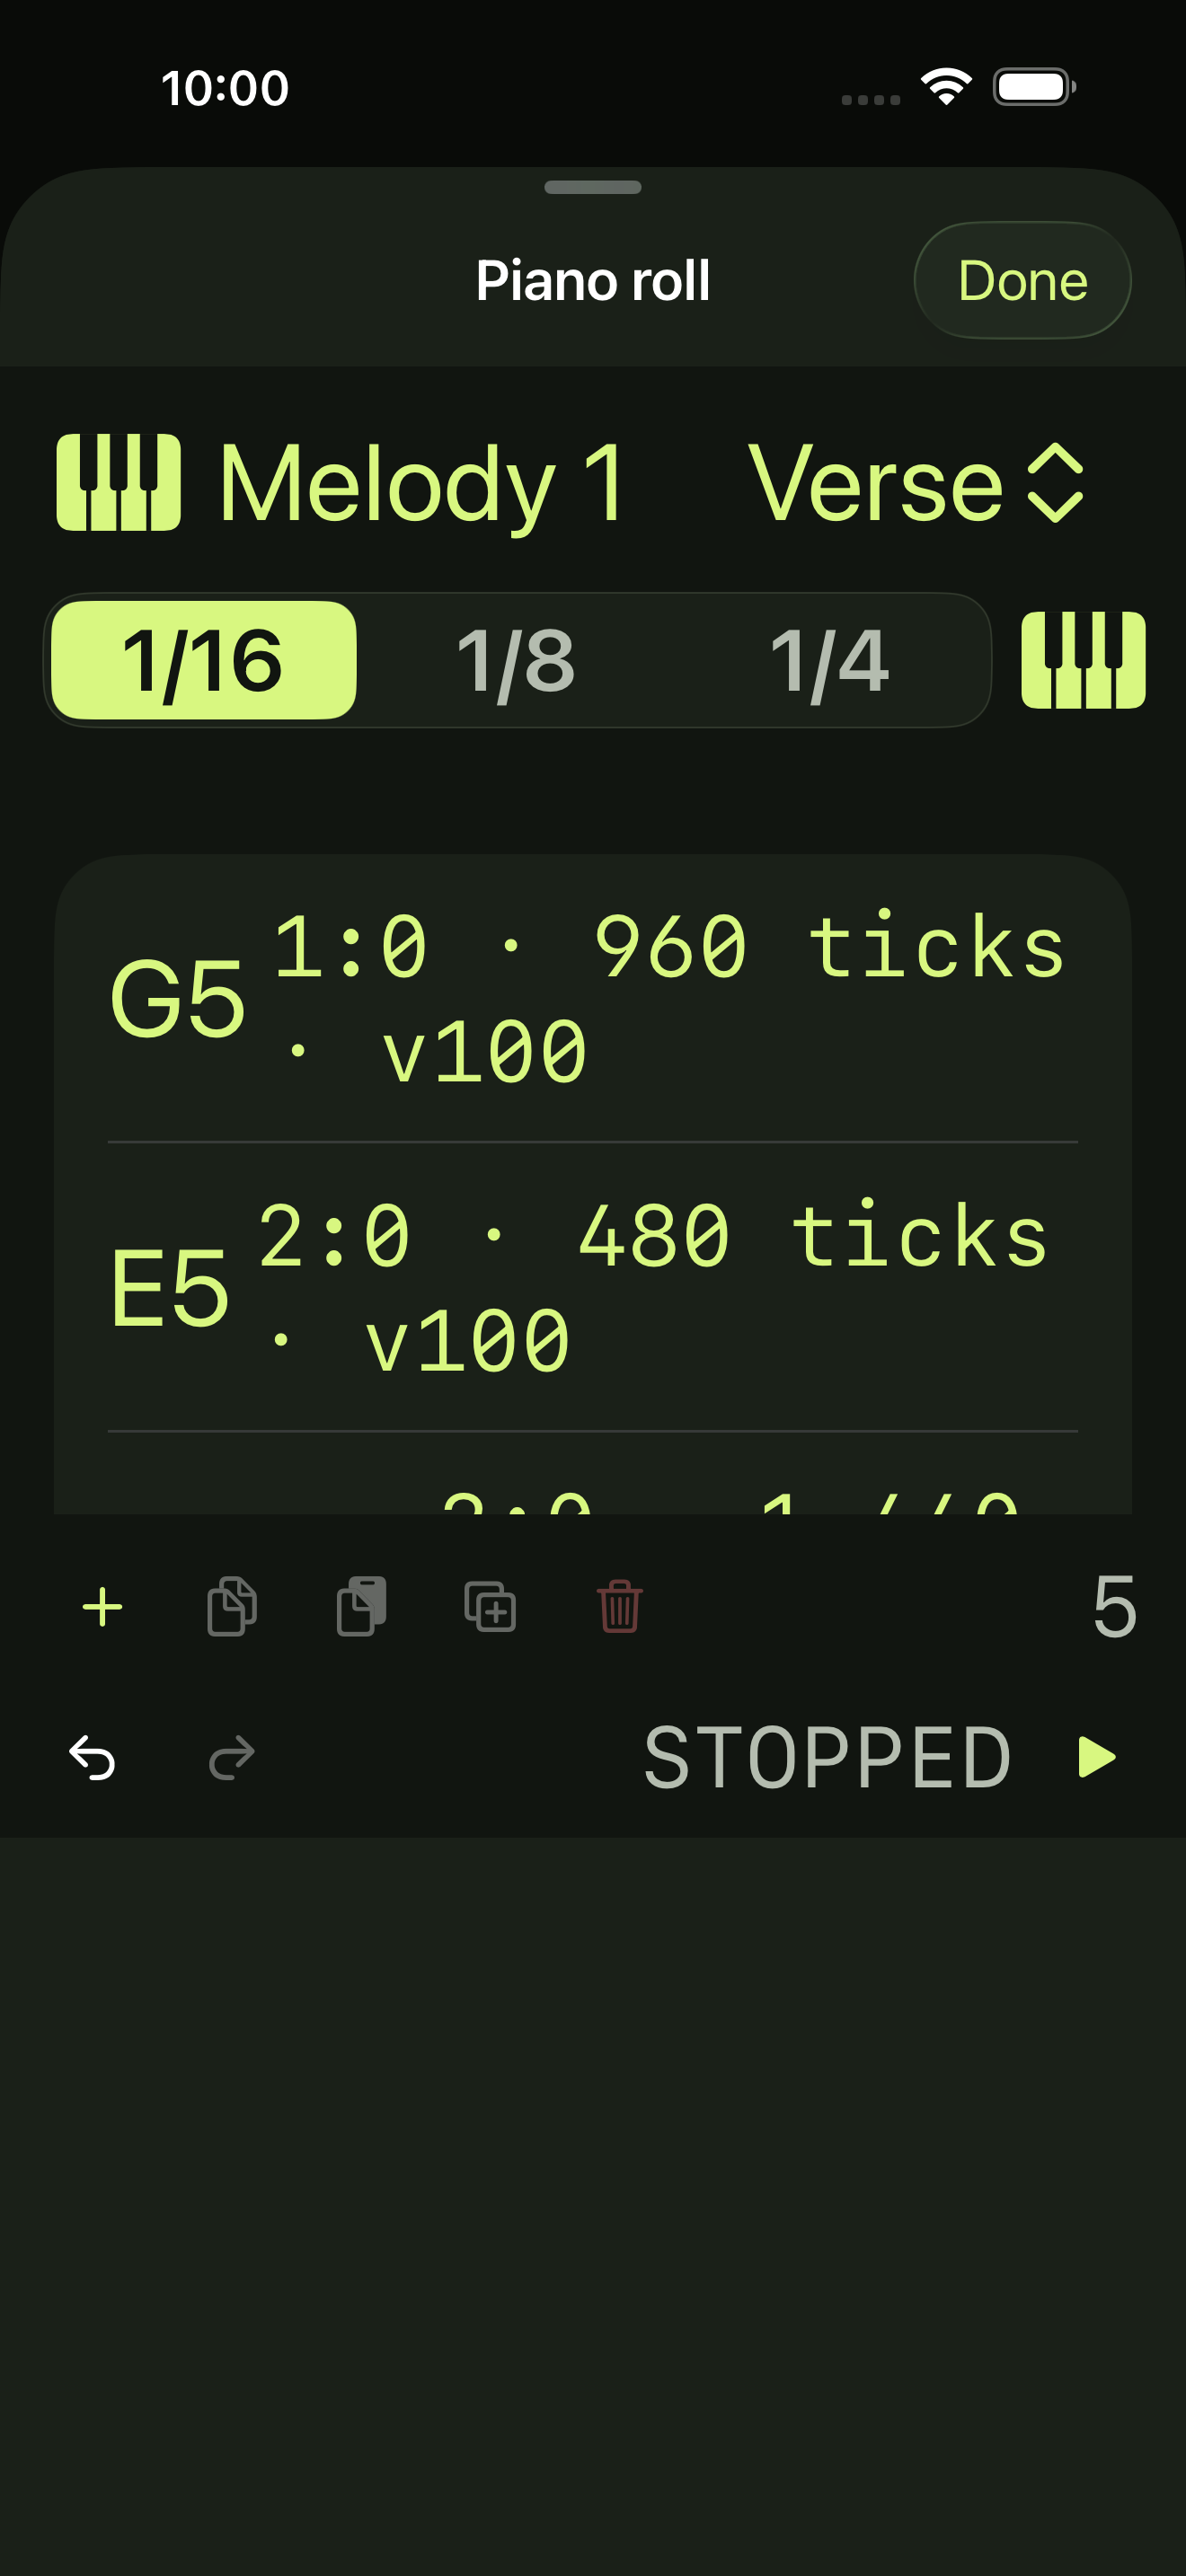 10:00
Piano roll
Done
Melody 1
Verse
1/16
1/8
1/4
G5
1:0 · 960 ticks
· v100
E5
2:0 · 480 ticks
· v100
5
STOPPED